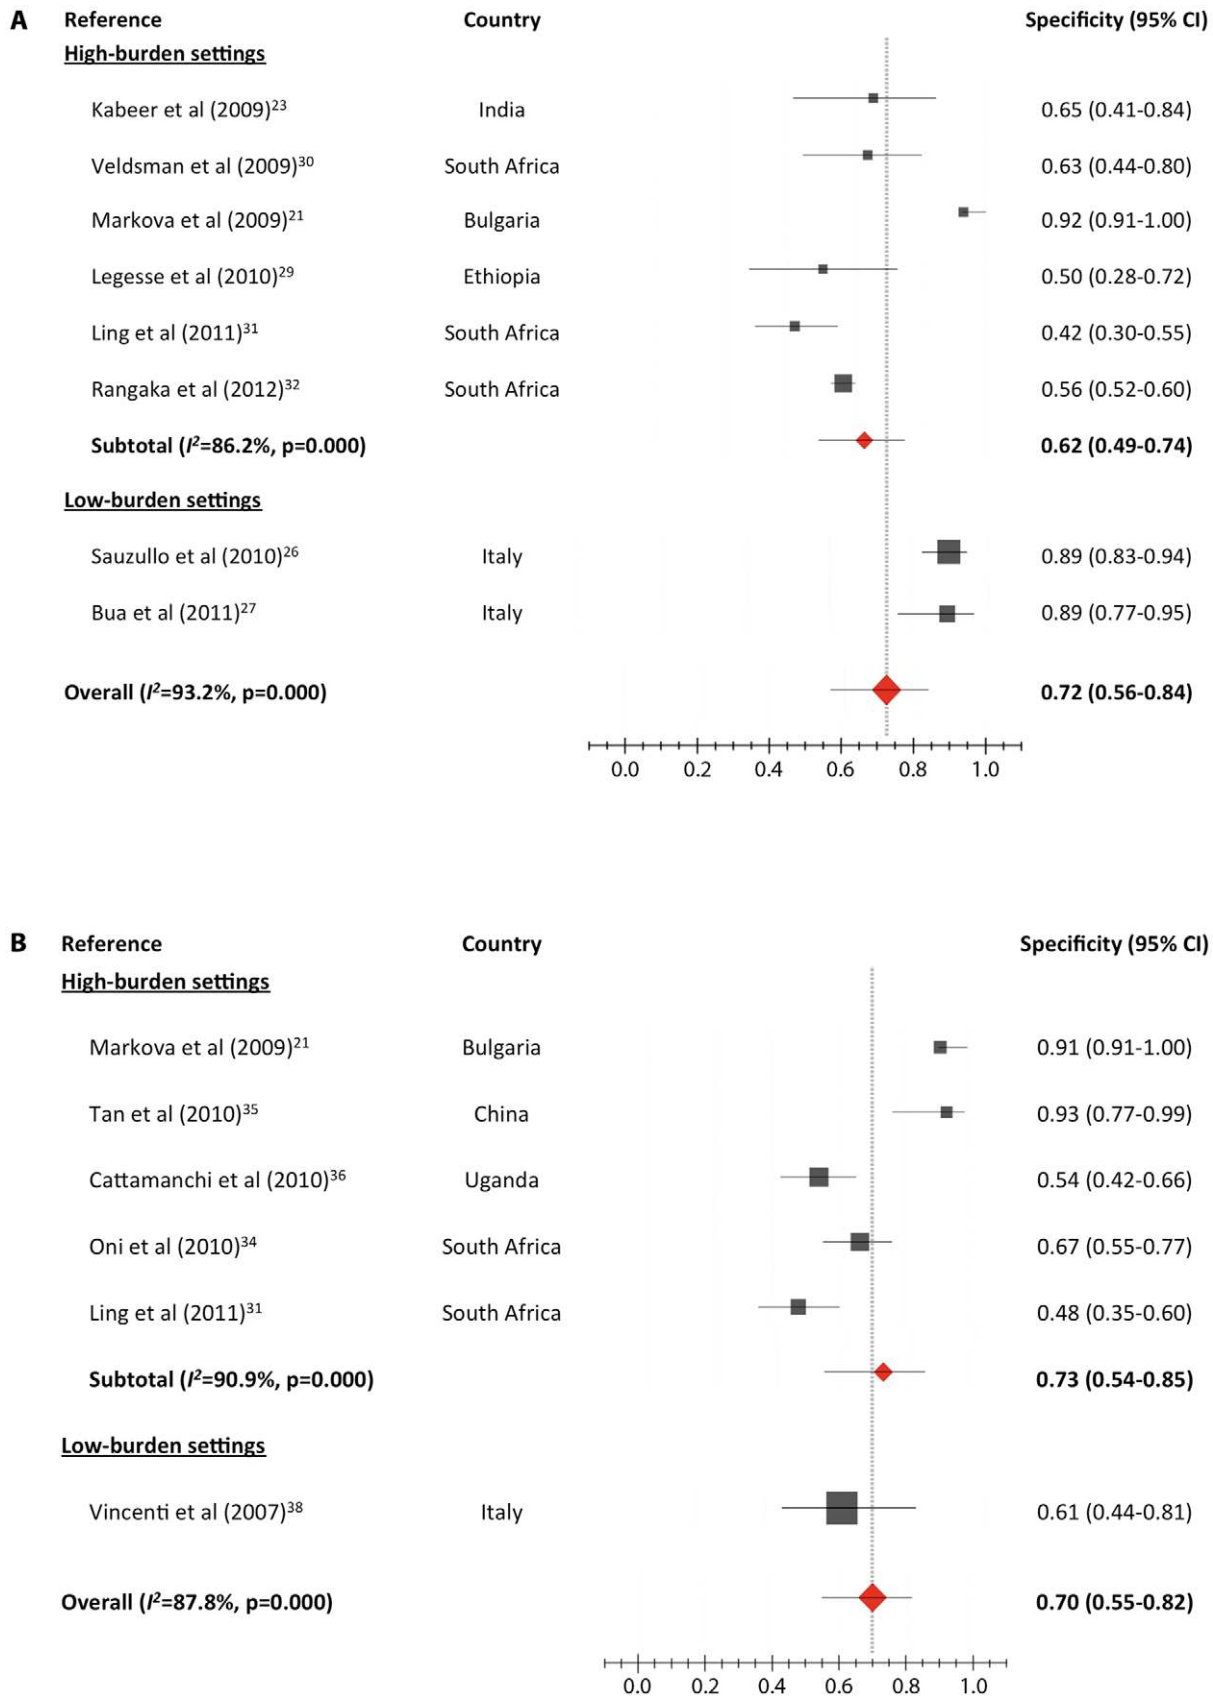 A Reference Country Specificity (95% CI)
High-burden settings
Kabeer et al (2009)23 India 0.65 (0.41-0.84)
Veldsman et al (2009)30 South Africa 0.63 (0.44-0.80)
Markova et al (2009)21 Bulgaria 0.92 (0.91-1.00)
Legesse et al (2010)29 Ethiopia 0.50 (0.28-0.72)
Ling et al (2011)31 South Africa 0.42 (0.30-0.55)
Rangaka et al (2012)32 South Africa 0.56 (0.52-0.60)
Subtotal (I2=86.2%, p=0.000) 0.62 (0.49-0.74)
Low-burden settings
Sauzullo et al (2010)26 Italy 0.89 (0.83-0.94)
Bua et al (2011)27 Italy 0.89 (0.77-0.95)
Overall (I2=93.2%, p=0.000) 0.72 (0.56-0.84)
0.0 0.2 0.4 0.6 0.8 1.0
B Reference Country Specificity (95% CI)
High-burden settings
Markova et al (2009)21 Bulgaria 0.91 (0.91-1.00)
Tan et al (2010)35 China 0.93 (0.77-0.99)
Cattamanchi et al (2010)36 Uganda 0.54 (0.42-0.66)
Oni et al (2010)34 South Africa 0.67 (0.55-0.77)
Ling et al (2011)31 South Africa 0.48 (0.35-0.60)
Subtotal (I2=90.9%, p=0.000) 0.73 (0.54-0.85)
Low-burden settings
Vincenti et al (2007)38 Italy 0.61 (0.44-0.81)
Overall (I2=87.8%, p=0.000) 0.70 (0.55-0.82)
0.0 0.2 0.4 0.6 0.8 1.0